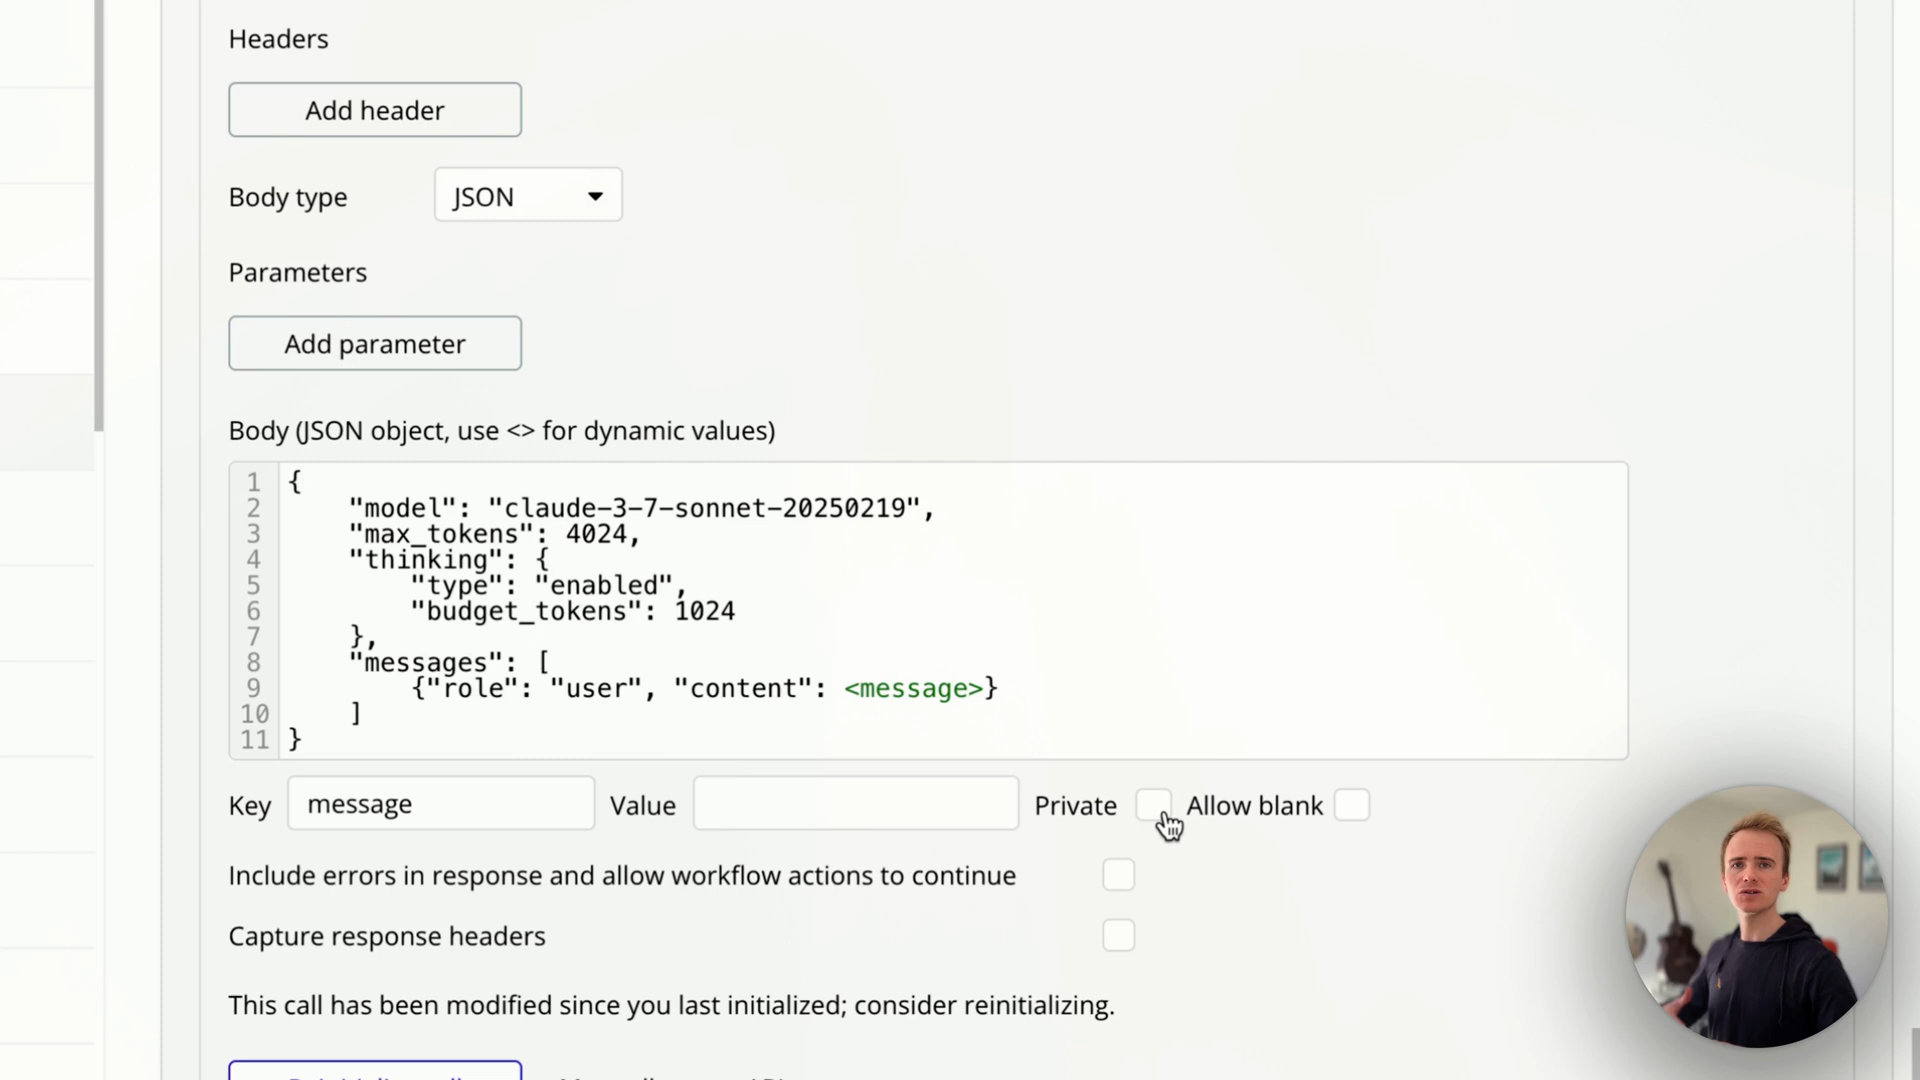 Headers
Add header
Body type JSON
Parameters
Add parameter
Body (JSON object, use <> for dynamic values)
1 {
2 "model": "claude-3-7-sonnet-20250219",
3 "max_tokens": 4024,
4 "thinking": {
5 "type": "enabled",
6 "budget_tokens": 1024
7 },
8 "messages": [
9 {"role": "user", "content": <message>}
10 ]
11 }
Key message Value Private Allow blank
Include errors in response and allow workflow actions to continue
Capture response headers
This call has been modified since you last initialized; consider reinitializing.